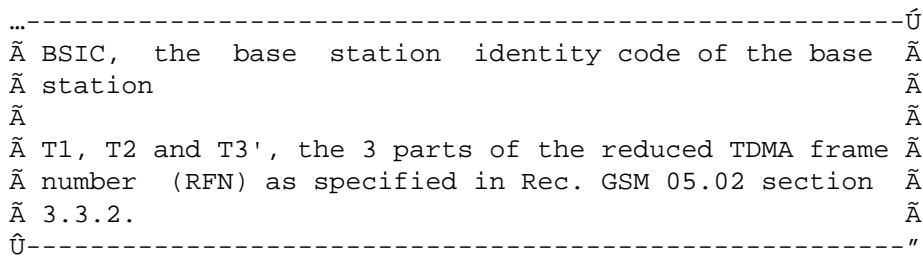 …-------------------------------------------------------Ú
Ã BSIC,  the  base  station  identity code of the base  Ã
Ã station                                               Ã
Ã                                                       Ã
Ã T1, T2 and T3', the 3 parts of the reduced TDMA frame Ã
Ã number  (RFN) as specified in Rec. GSM 05.02 section  Ã
Ã 3.3.2.                                                Ã
Û-------------------------------------------------------”